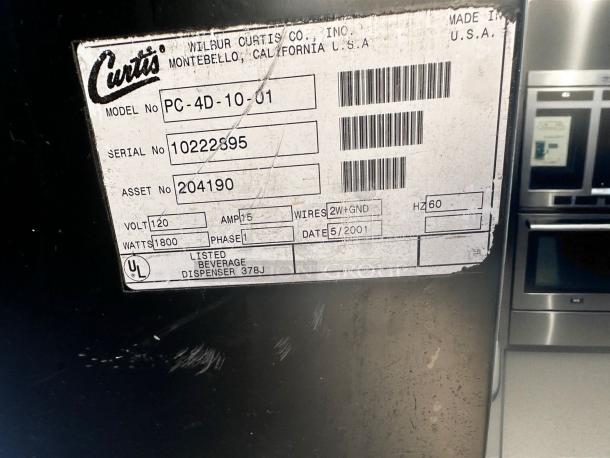 Curtis
WILBUR CURTIS CO., INC.
MONTEBELLO, CALIFORNIA U.S.A
MADE IN
U.S.A.
MODEL No PC-4D-10-01
SERIAL No 10222895
ASSET No 204190
VOLT 120 AMP 15 WIRES 2W+GND HZ 60
WATTS 1800 PHASE 1 DATE 5/2001
UL LISTED
BEVERAGE
DISPENSER 378J